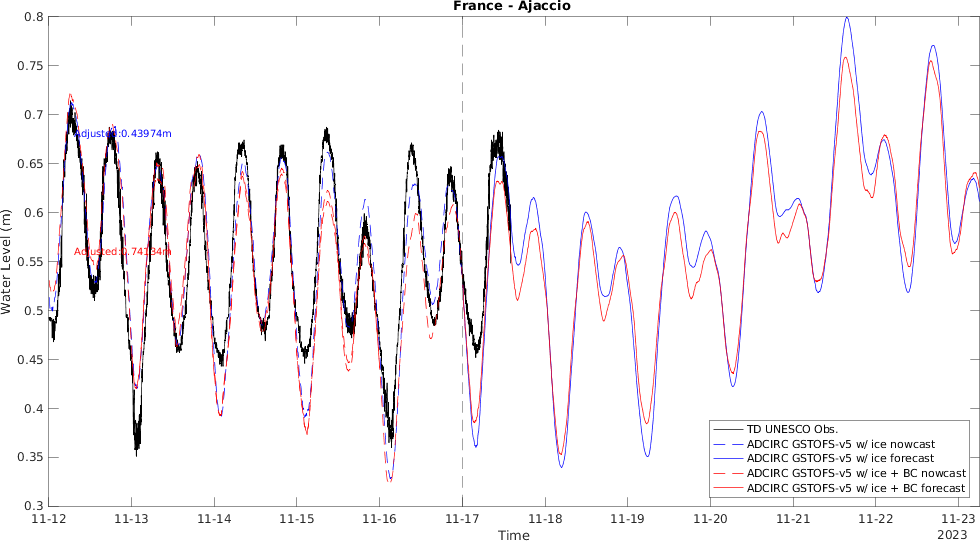 France - Ajaccio
Water Level (m)
0.8
0.75
0.7
0.65
0.6
0.55
0.5
0.45
0.4
0.35
0.3
Adjusted:0.43974m
Adjusted:0.74134m
TD UNESCO Obs.
ADCIRC GSTOFS-v5 w/ ice nowcast
ADCIRC GSTOFS-v5 w/ ice forecast
ADCIRC GSTOFS-v5 w/ ice + BC nowcast
ADCIRC GSTOFS-v5 w/ ice + BC forecast
11-12 11-13 11-14 11-15 11-16 11-17 11-18 11-19 11-20 11-21 11-22 11-23
Time
2023